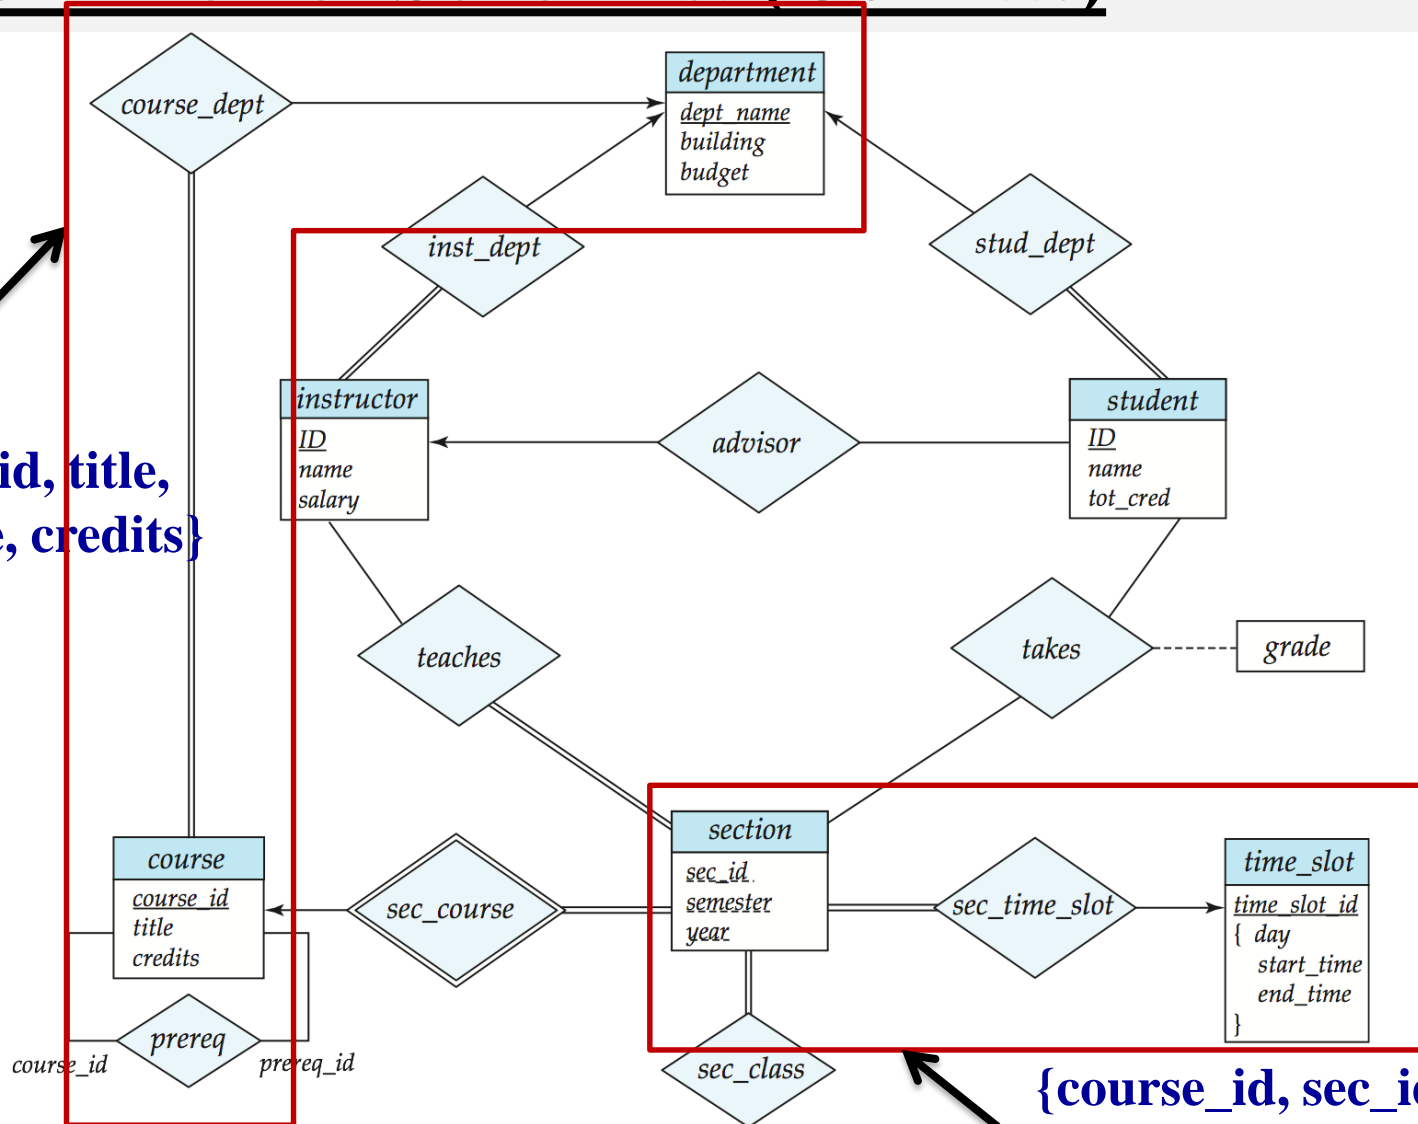 department
course_dept
dept_name
building
budget
inst_dept
stud_dept
instructor
ID
name
salary
advisor
student
ID
name
tot_cred
id, title,
e, credits}
teaches
takes
grade
course
course_id
title
credits
sec_course
section
sec_id
semester
year
sec_time_slot
time_slot
time_slot_id
{ day
start_time
end_time
}
prereq
course_id
prereq_id
sec_class
{course_id, sec_id